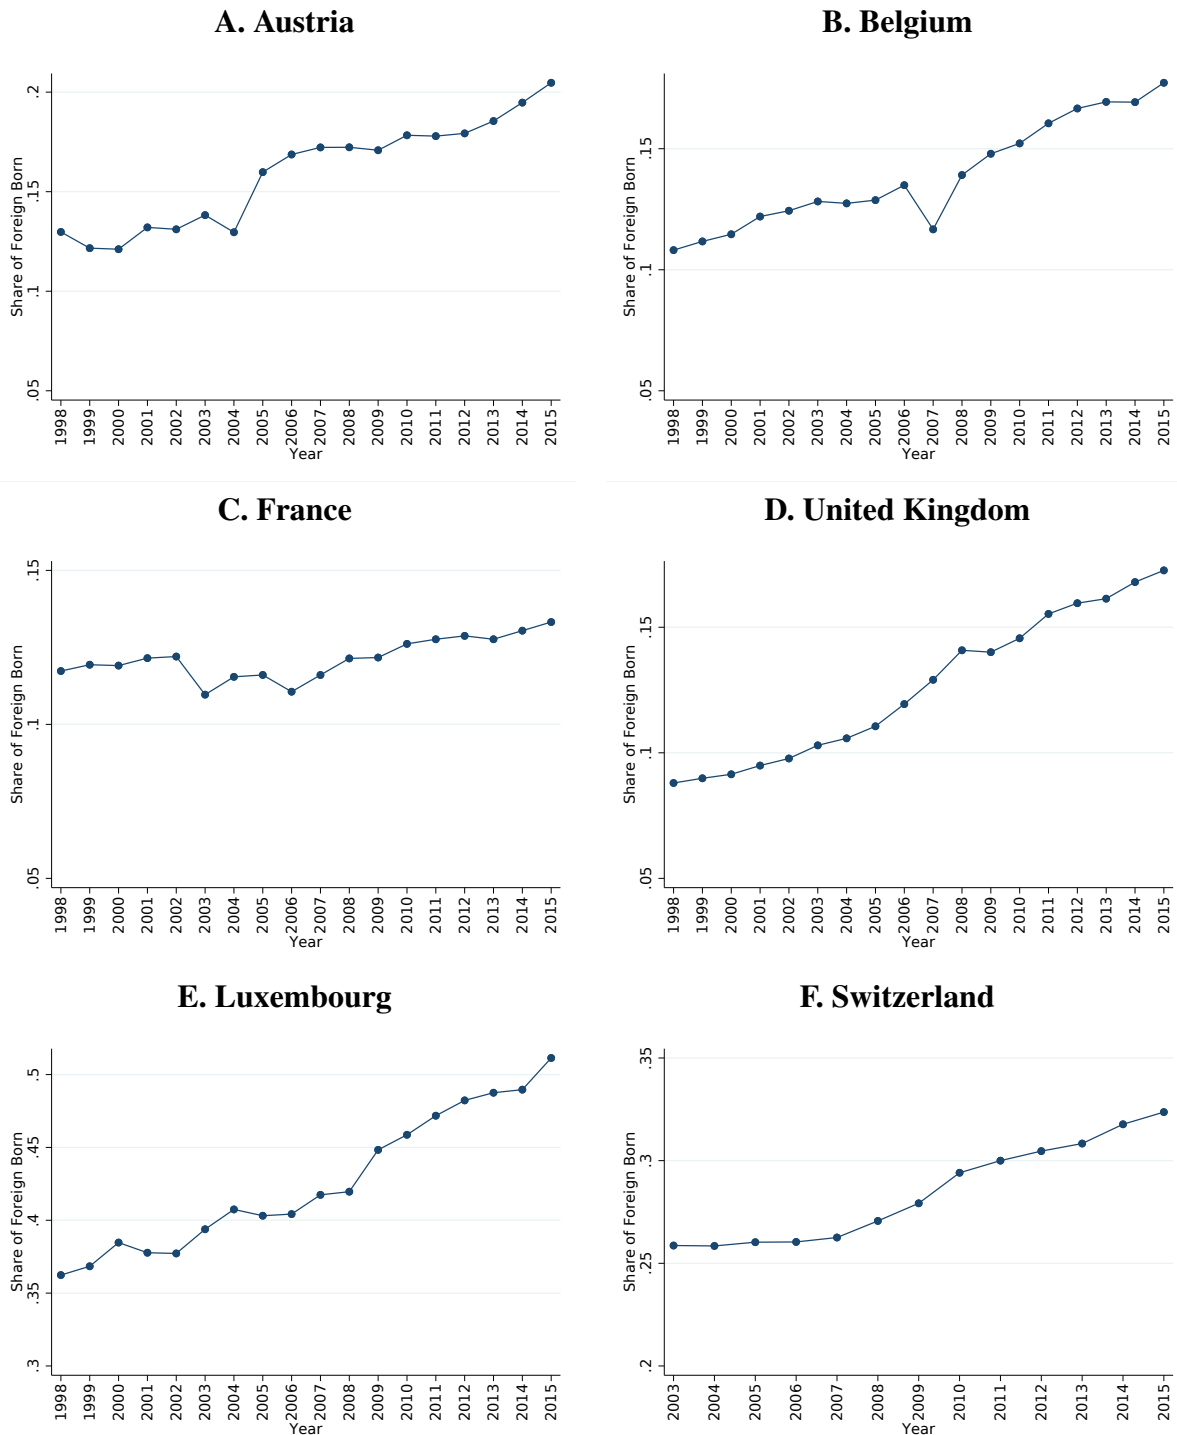 A. Austria
Share of Foreign Born
.2
.15
.1
.05
1998 1999 2000 2001 2002 2003 2004 2005 2006 2007 2008 2009 2010 2011 2012 2013 2014 2015
Year
B. Belgium
Share of Foreign Born
.15
.1
.05
1998 1999 2000 2001 2002 2003 2004 2005 2006 2007 2008 2009 2010 2011 2012 2013 2014 2015
Year
C. France
Share of Foreign Born
.15
.1
.05
1998 1999 2000 2001 2002 2003 2004 2005 2006 2007 2008 2009 2010 2011 2012 2013 2014 2015
Year
D. United Kingdom
Share of Foreign Born
.15
.1
.05
1998 1999 2000 2001 2002 2003 2004 2005 2006 2007 2008 2009 2010 2011 2012 2013 2014 2015
Year
E. Luxembourg
Share of Foreign Born
.5
.45
.4
.35
.3
1998 1999 2000 2001 2002 2003 2004 2005 2006 2007 2008 2009 2010 2011 2012 2013 2014 2015
Year
F. Switzerland
Share of Foreign Born
.35
.3
.25
.2
2003 2004 2005 2006 2007 2008 2009 2010 2011 2012 2013 2014 2015
Year